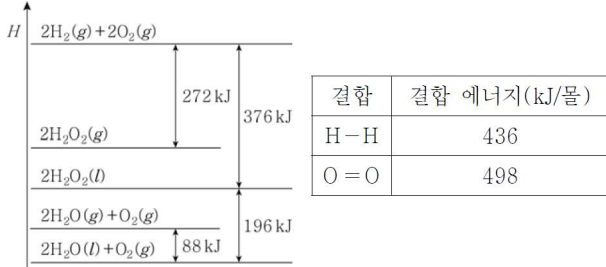 H
2H₂(g)+2O₂(g)
272 kJ
376 kJ
2H₂O₂(g)
2H₂O₂(l)
2H₂O(g)+O₂(g)
196 kJ
88 kJ
2H₂O(l)+O₂(g)
결합 결합 에너지(kJ/몰)
H－H 436
O＝O 498